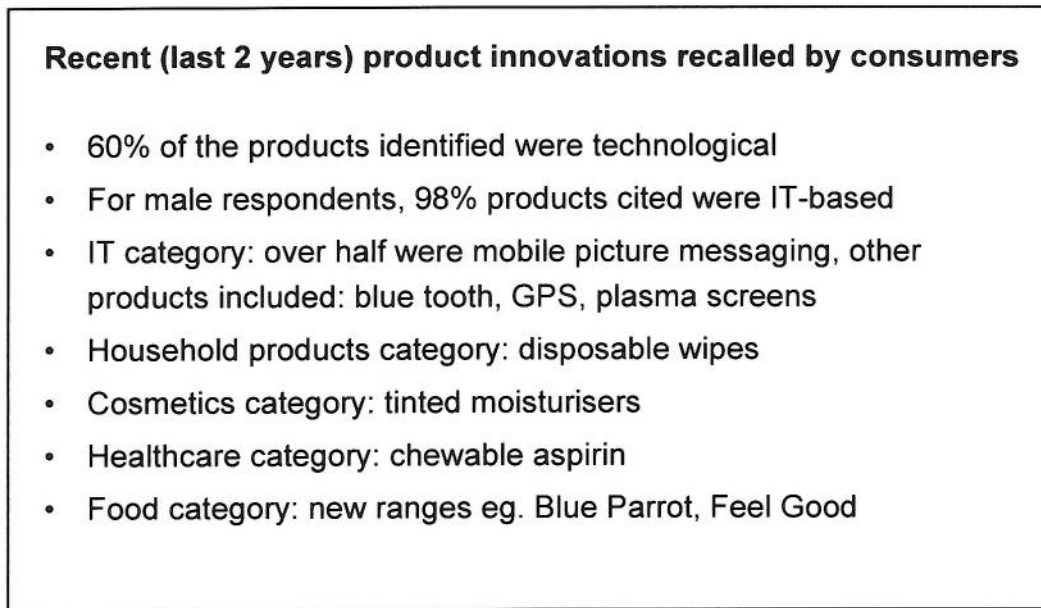 Recent (last 2 years) product innovations recalled by consumers
• 60% of the products identified were technological
• For male respondents, 98% products cited were IT-based
• IT category: over half were mobile picture messaging, other
products included: blue tooth, GPS, plasma screens
• Household products category: disposable wipes
• Cosmetics category: tinted moisturisers
• Healthcare category: chewable aspirin
• Food category: new ranges eg. Blue Parrot, Feel Good